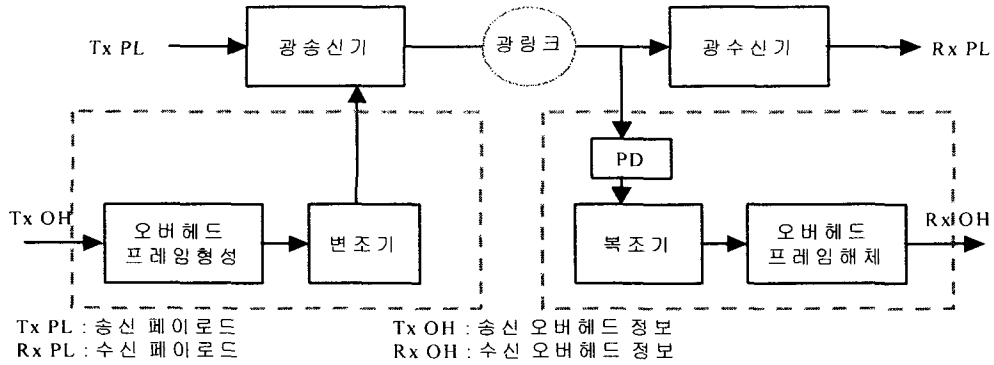 Tx PL
광송신기
광링크
광수신기
Rx PL
PD
Tx OH
오버헤드
프레임형성
변조기
복조기
오버헤드
프레임해체
Rx OH
Tx PL : 송신 페이로드
Tx OH : 송신 오버헤드 정보
Rx PL : 수신 페이로드
Rx OH : 수신 오버헤드 정보